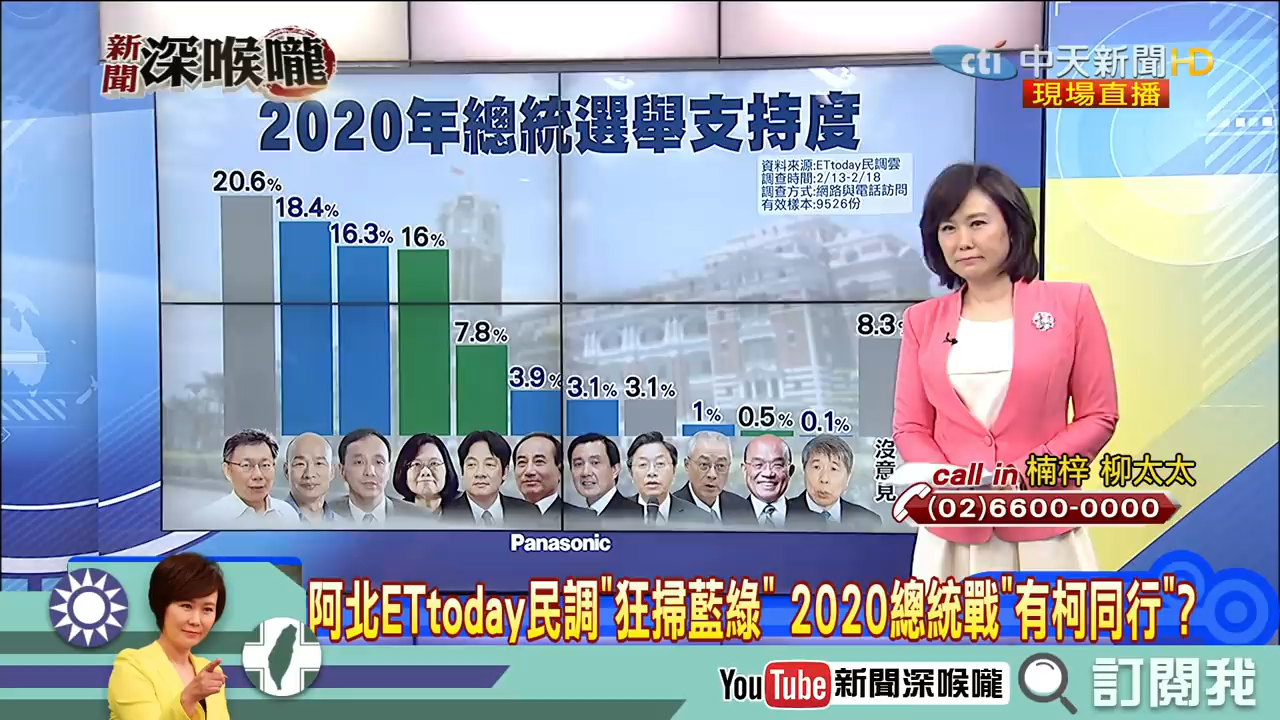 新聞深喉嚨
cti 中天新聞HD
現場直播
2020年總統選舉支持度
資料來源:ETtoday民調雲
調查時間:2/13-2/18
調查方式:網路與電話訪問
有效樣本:9526份
20.6%
18.4%
16.3%
16%
7.8%
3.9%
3.1%
3.1%
1%
0.5%
0.1%
8.3%
沒意見
call in 楠梓 柳太太
(02)6600-0000
Panasonic
阿北ETtoday民調"狂掃藍綠" 2020總統戰"有柯同行"?
YouTube 新聞深喉嚨 訂閱我